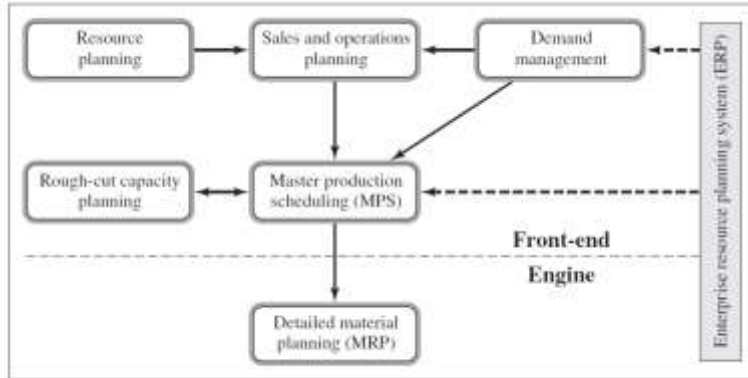 Resource
planning
Sales and operations
planning
Demand
management
Rough-cut capacity
planning
Master production
scheduling (MPS)
Front-end
Engine
Detailed material
planning (MRP)
Enterprise resource planning system (ERP)